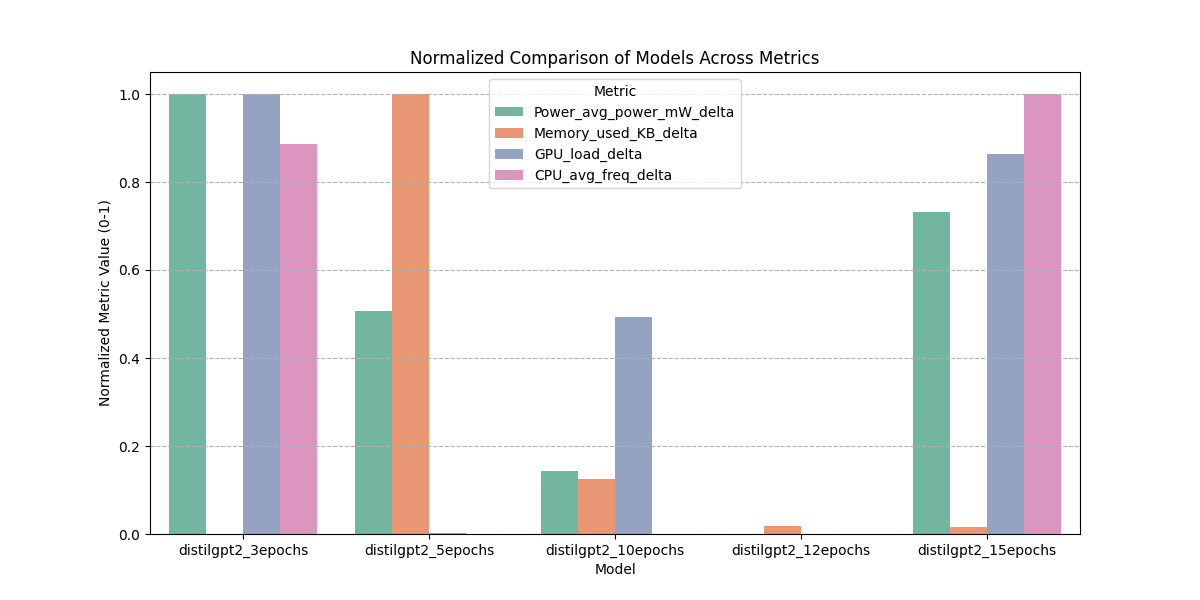 Normalized Comparison of Models Across Metrics
Metric
Power_avg_power_mW_delta
Memory_used_KB_delta
GPU_load_delta
CPU_avg_freq_delta
Normalized Metric Value (0-1)
1.0
0.8
0.6
0.4
0.2
0.0
distilgpt2_3epochs
distilgpt2_5epochs
distilgpt2_10epochs
distilgpt2_12epochs
distilgpt2_15epochs
Model